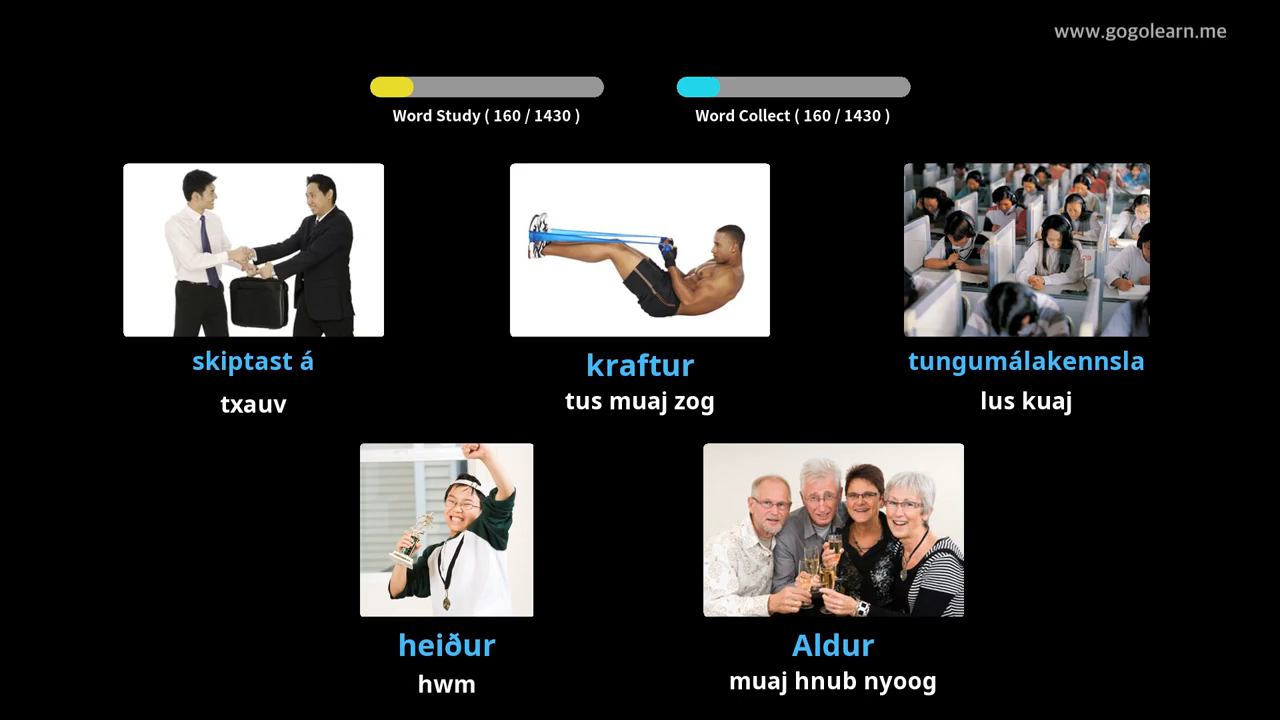 www.gogolearn.me
Word Study ( 160 / 1430 )
Word Collect ( 160 / 1430 )
skiptast á
txauv
kraftur
tus muaj zog
tungumálakennsla
lus kuaj
heiður
hwm
Aldur
muaj hnub nyoog